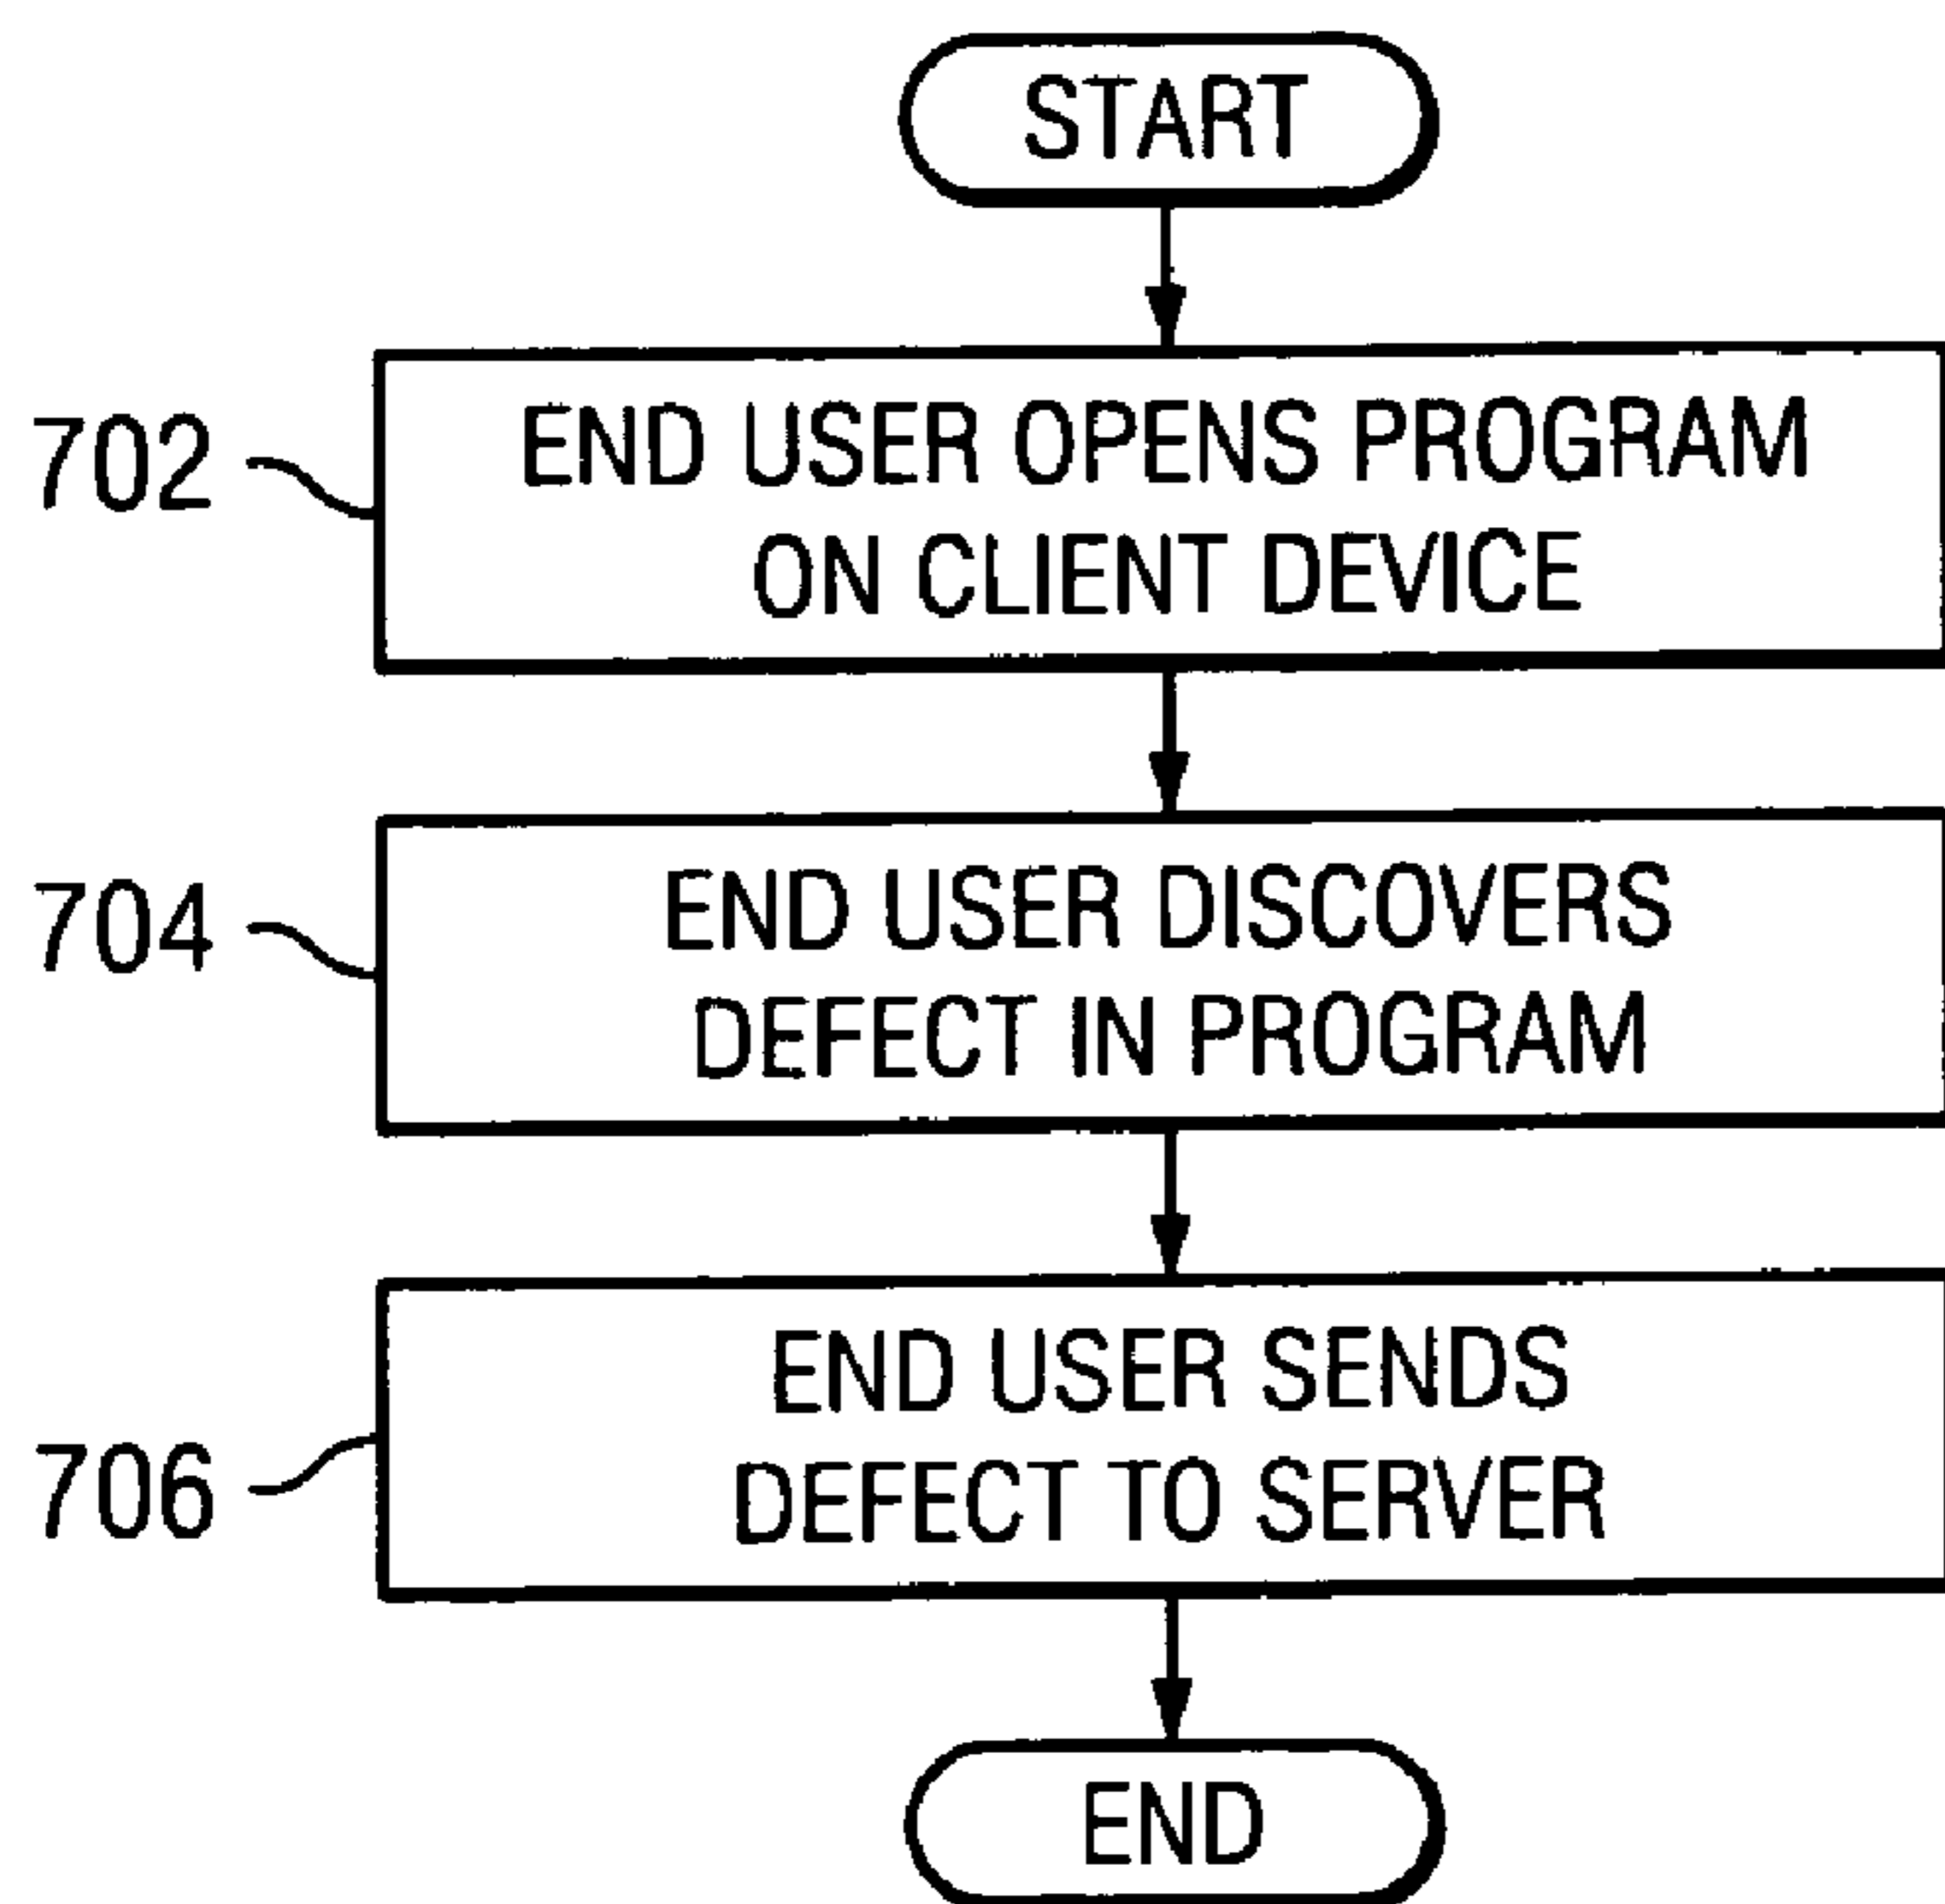 START
702
END USER OPENS PROGRAM
ON CLIENT DEVICE
704
END USER DISCOVERS
DEFECT IN PROGRAM
706
END USER SENDS
DEFECT TO SERVER
END